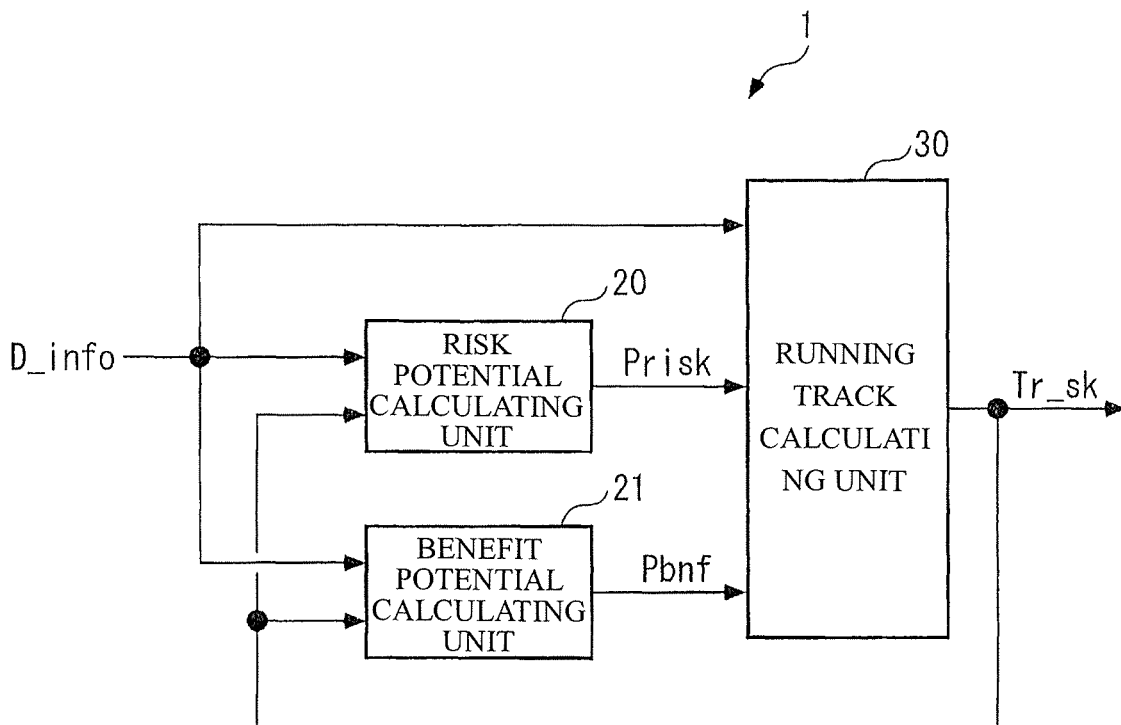 1
30
20
D_info
RISK
POTENTIAL
CALCULATING
UNIT
Prisk
RUNNING
TRACK
CALCULATI
NG UNIT
Tr_sk
21
BENEFIT
POTENTIAL
CALCULATING
UNIT
Pbnf